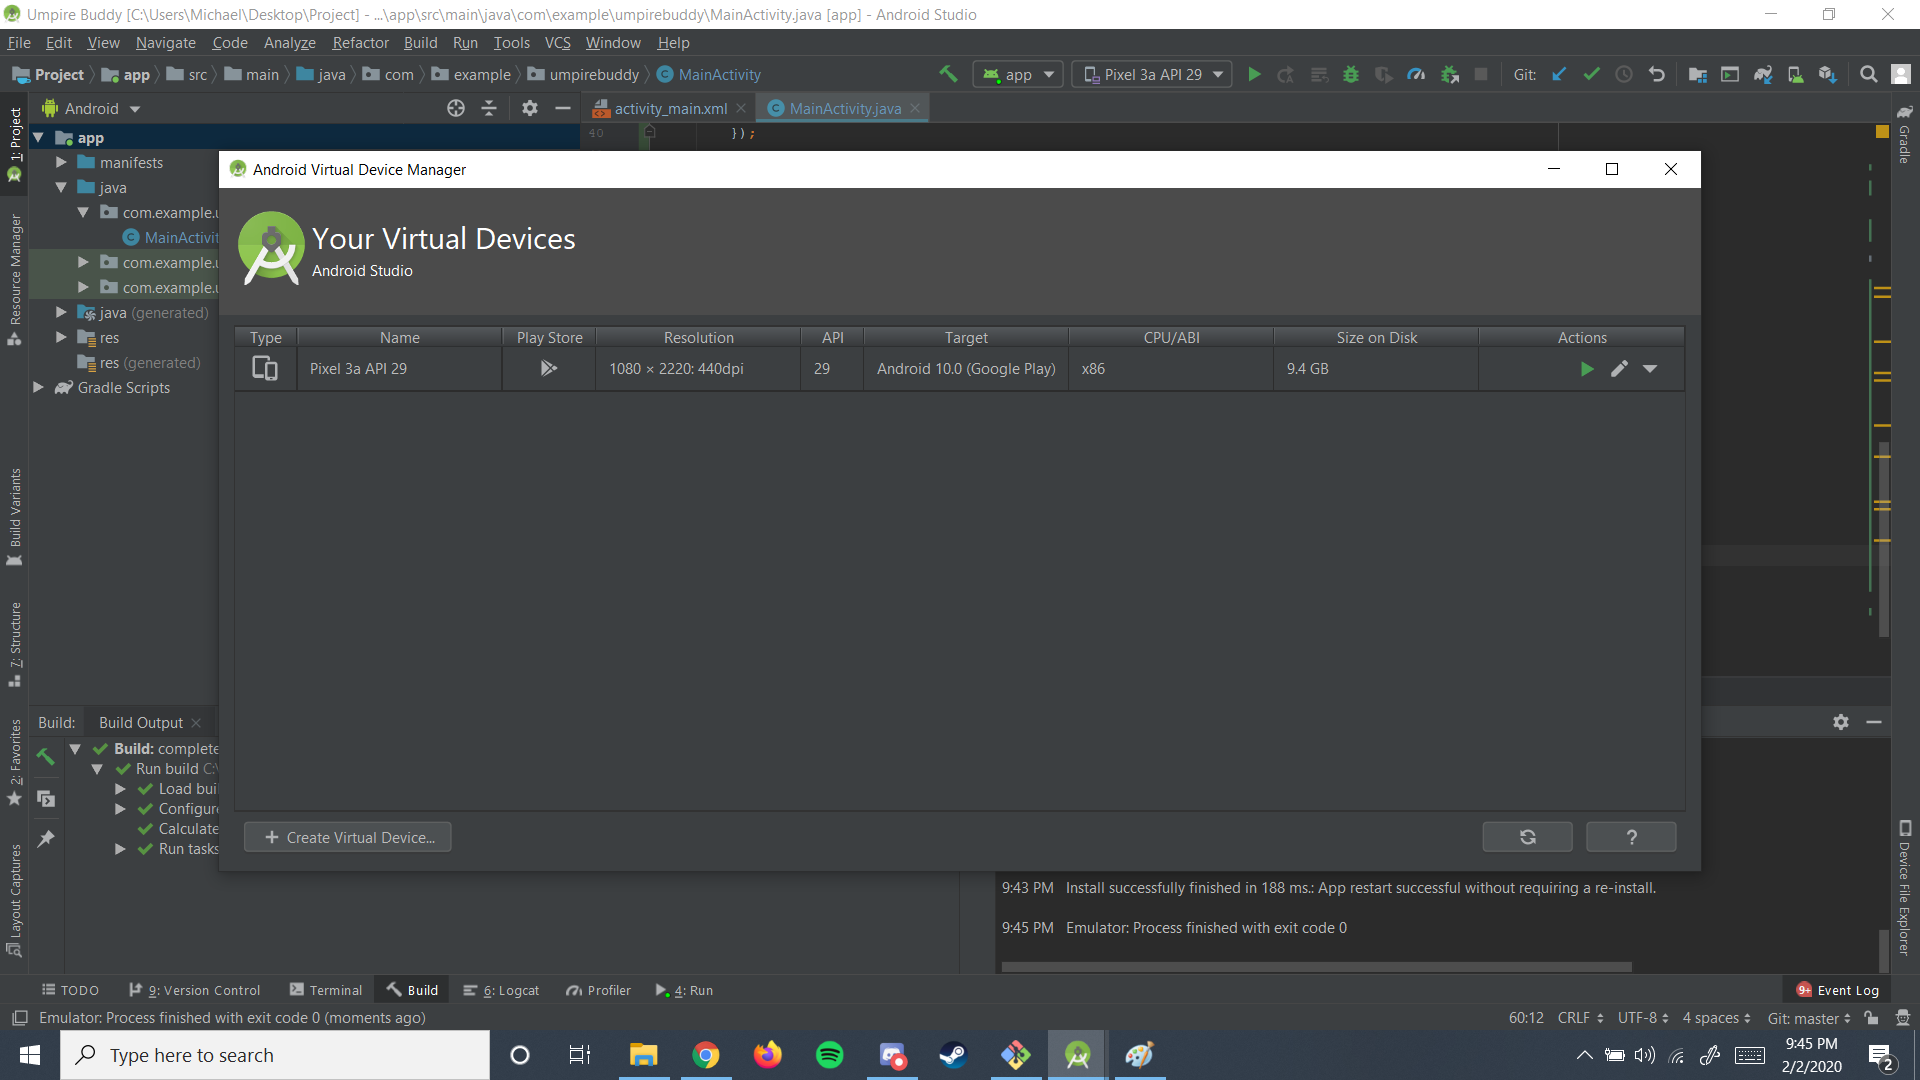 Umpire Buddy [C:\Users\Michael\Desktop\Project] - ...\app\src\main\java\com\example\umpirebuddy\MainActivity.java [app] - Android Studio
File Edit View Navigate Code Analyze Refactor Build Run Tools VCS Window Help
Project app src main java com example umpirebuddy MainActivity app Pixel 3a API 29 Git:
Android activity_main.xml MainActivity.java
1: Project
Resource Manager
Build Variants
7: Structure
2: Favorites
Layout Captures
app
40 });
manifests
java
com.example.u
MainActivit
com.example.u
com.example.u
java (generated)
res
res (generated)
Gradle Scripts
Gradle
Device File Explorer
Android Virtual Device Manager
Your Virtual Devices
Android Studio
Type Name Play Store Resolution API Target CPU/ABI Size on Disk Actions
Pixel 3a API 29 1080 × 2220: 440dpi 29 Android 10.0 (Google Play) x86 9.4 GB
+ Create Virtual Device...
?
Build: Build Output
Build: complete
Run build C:\
Load bui
Configure
Calculate
Run tasks
9:43 PM Install successfully finished in 188 ms.: App restart successful without requiring a re-install.
9:45 PM Emulator: Process finished with exit code 0
TODO 9: Version Control Terminal Build 6: Logcat Profiler 4: Run 9+ Event Log
Emulator: Process finished with exit code 0 (moments ago) 60:12 CRLF UTF-8 4 spaces Git: master
Type here to search
9:45 PM
2/2/2020
2